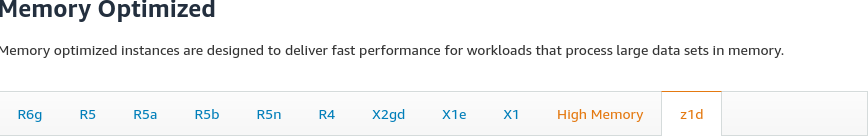 Memory Optimized
Memory optimized instances are designed to deliver fast performance for workloads that process large data sets in memory.
R6g R5 R5a R5b R5n R4 X2gd X1e X1 High Memory z1d